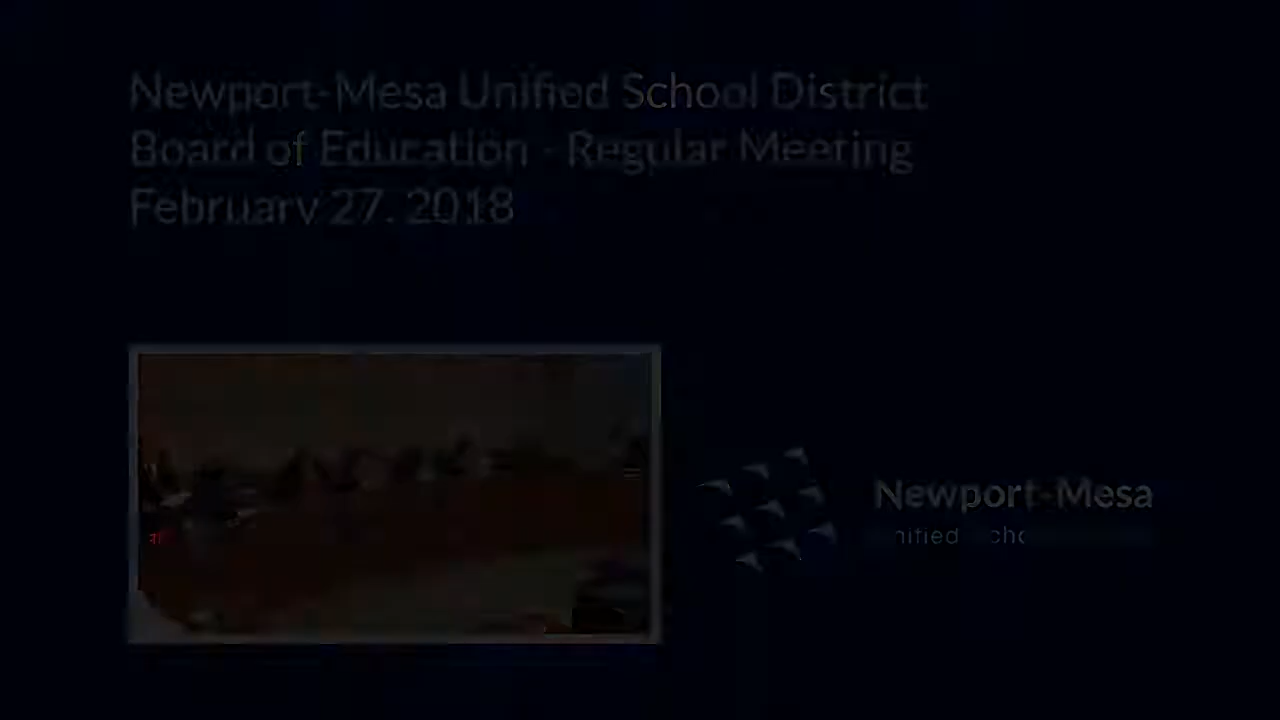 Newport-Mesa Unified School District
Board of Education - Regular Meeting
February 27, 2018
Newport-Mesa